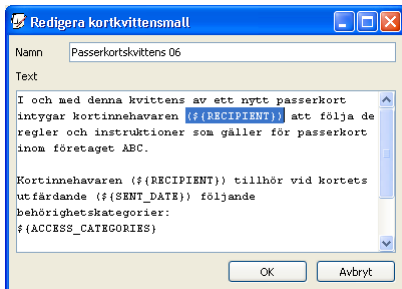 Redigera kortkvittensmall
Namn Passerkortskvittens 06
Text
I och med denna kvittens av ett nytt passerkort
intygar kortinnehavaren (${RECIPIENT}) att följa de
regler och instruktioner som gäller för passerkort
inom företaget ABC.
Kortinnehavaren (${RECIPIENT}) tillhör vid kortets
utfärdande (${SENT_DATE}) följande
behörighetskategorier:
${ACCESS_CATEGORIES}
OK Avbryt